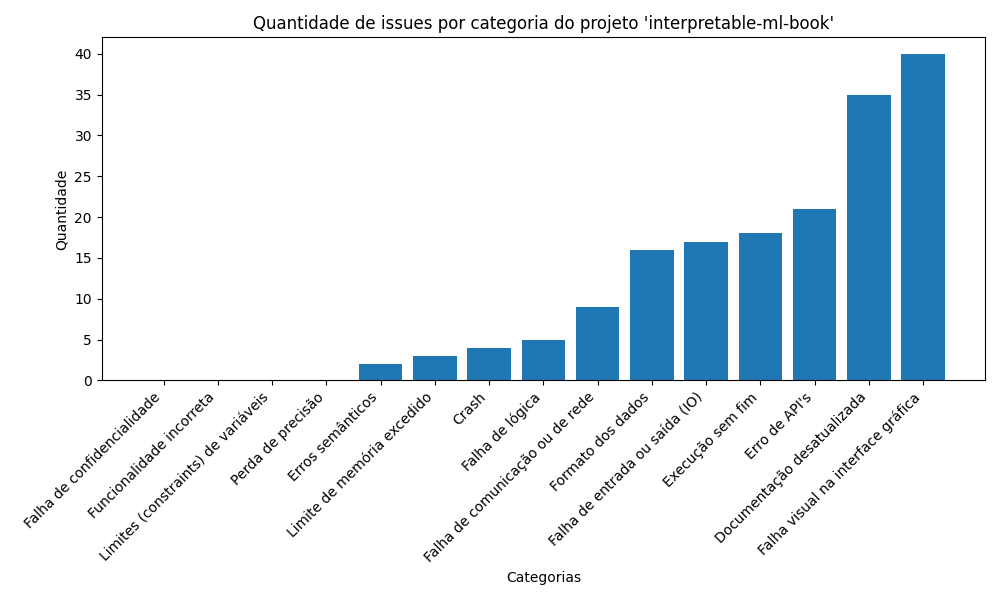 Quantidade de issues por categoria do projeto 'interpretable-ml-book'
40
35
30
25
20
15
10
5
0
Quantidade
Falha de confidencialidade
Funcionalidade incorreta
Limites (constraints) de variáveis
Perda de precisão
Erros semânticos
Limite de memória excedido
Crash
Falha de lógica
Falha de comunicação ou de rede
Formato dos dados
Falha de entrada ou saída (IO)
Execução sem fim
Erro de API's
Documentação desatualizada
Falha visual na interface gráfica
Categorias